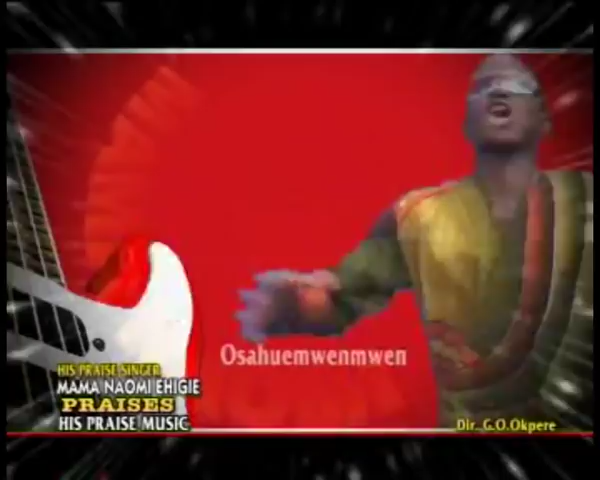 Osahuemwenmwen
HIS PRAISE SINGER
MAMA NAOMI EHIGIE
PRAISES
HIS PRAISE MUSIC
Dir. G.O.Okpere